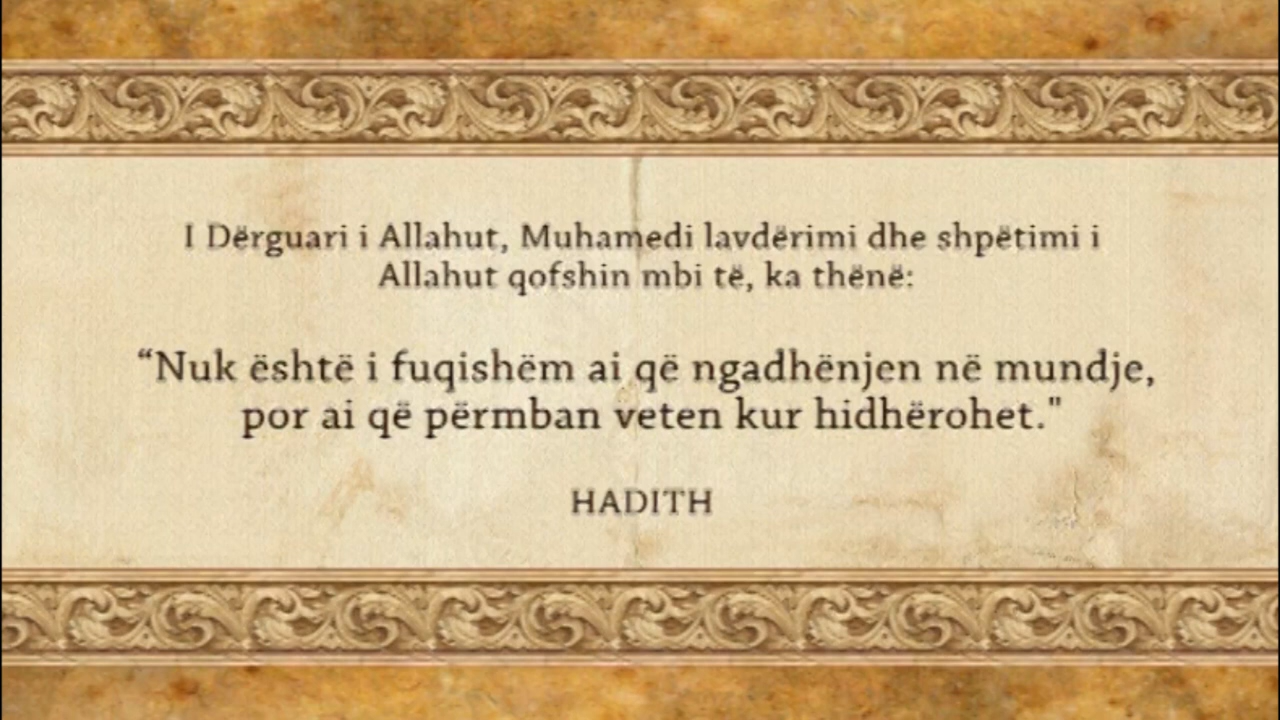 I Dërguari i Allahut, Muhamedi lavdërimi dhe shpëtimi i
Allahut qofshin mbi të, ka thënë:
“Nuk është i fuqishëm ai që ngadhënjen në mundje,
por ai që përmban veten kur hidhërohet."
HADITH